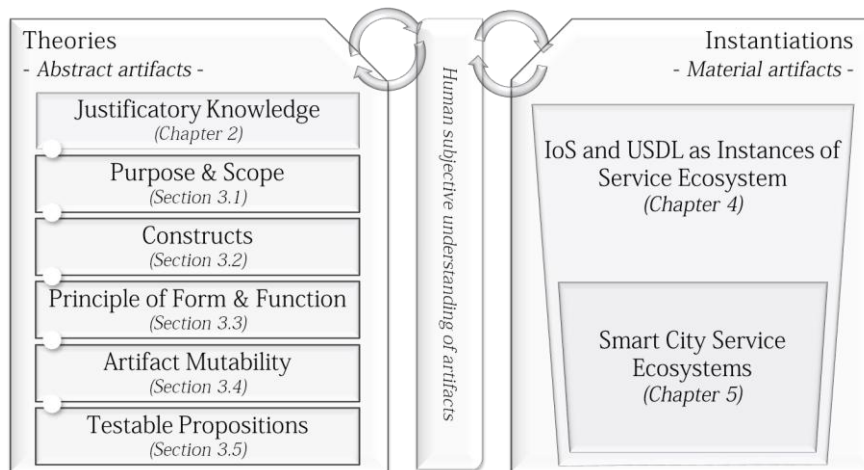 Theories
- Abstract artifacts -
Justificatory Knowledge
(Chapter 2)
Purpose & Scope
(Section 3.1)
Constructs
(Section 3.2)
Principle of Form & Function
(Section 3.3)
Artifact Mutability
(Section 3.4)
Testable Propositions
(Section 3.5)
Human subjective understanding of artifacts
Instantiations
- Material artifacts -
IoS and USDL as Instances of
Service Ecosystem
(Chapter 4)
Smart City Service
Ecosystems
(Chapter 5)